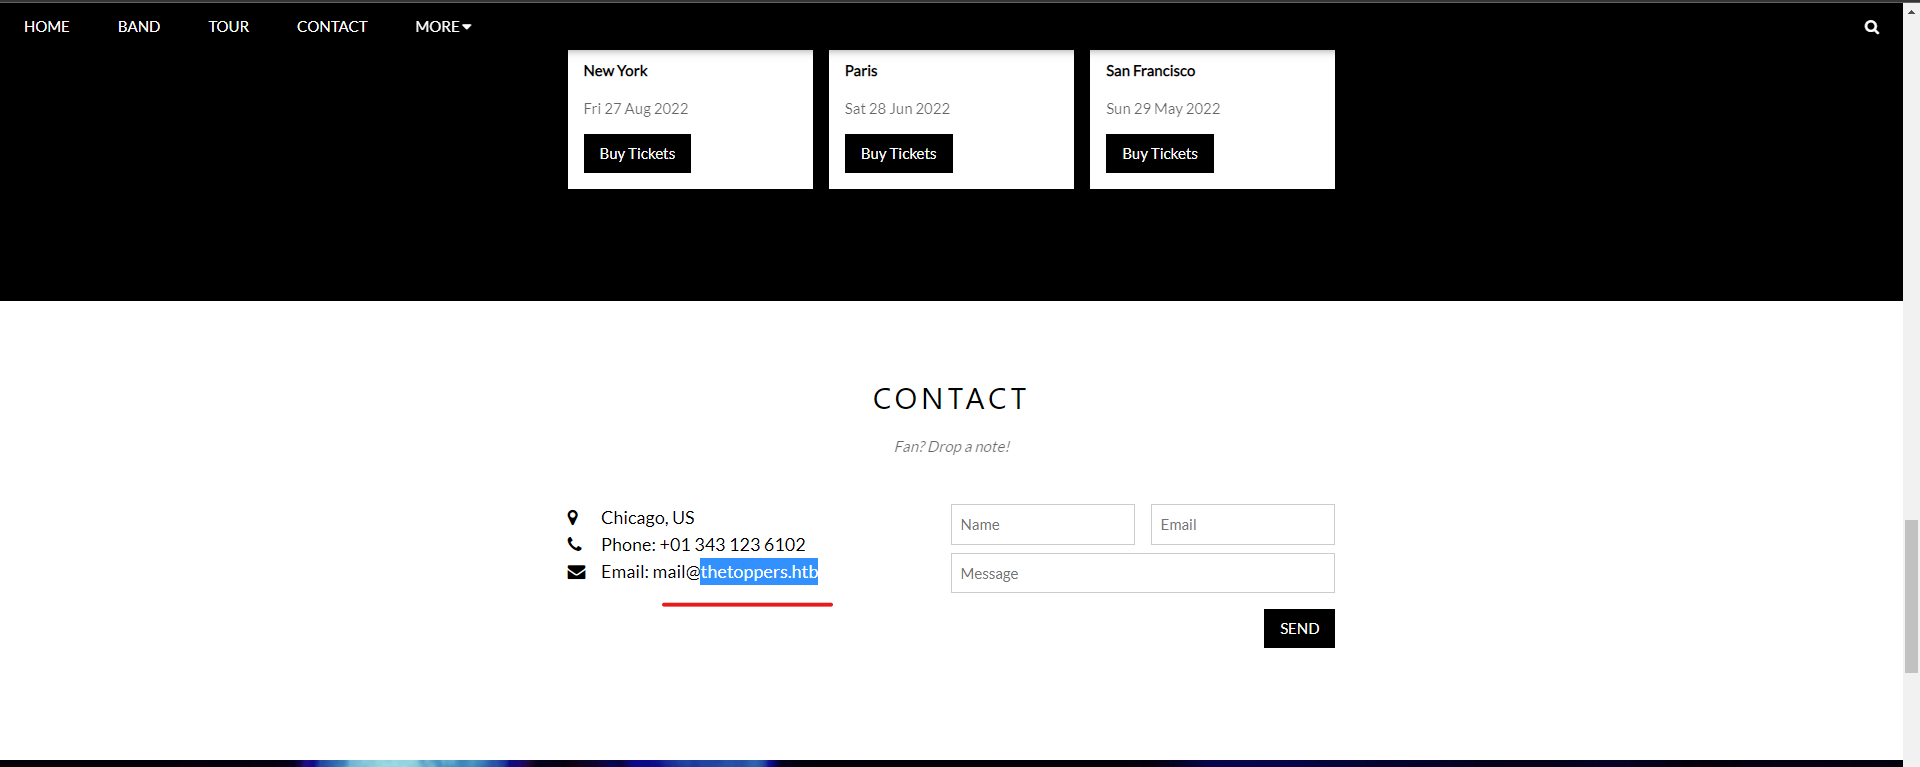 HOME BAND TOUR CONTACT MORE
New York
Fri 27 Aug 2022
Buy Tickets
Paris
Sat 28 Jun 2022
Buy Tickets
San Francisco
Sun 29 May 2022
Buy Tickets
CONTACT
Fan? Drop a note!
Chicago, US
Phone: +01 343 123 6102
Email: mail@thetoppers.htb
Name
Email
Message
SEND